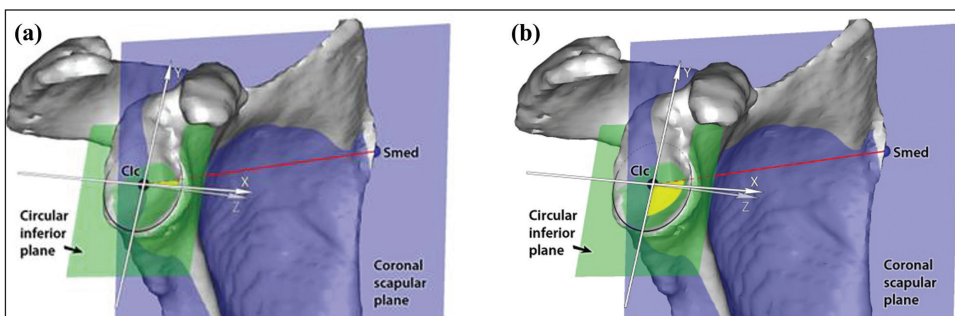 (a)
Y
Smed
Clc
X
Z
Circular
inferior
plane
Coronal
scapular
plane
(b)
Y
Smed
Clc
X
Z
Circular
inferior
plane
Coronal
scapular
plane